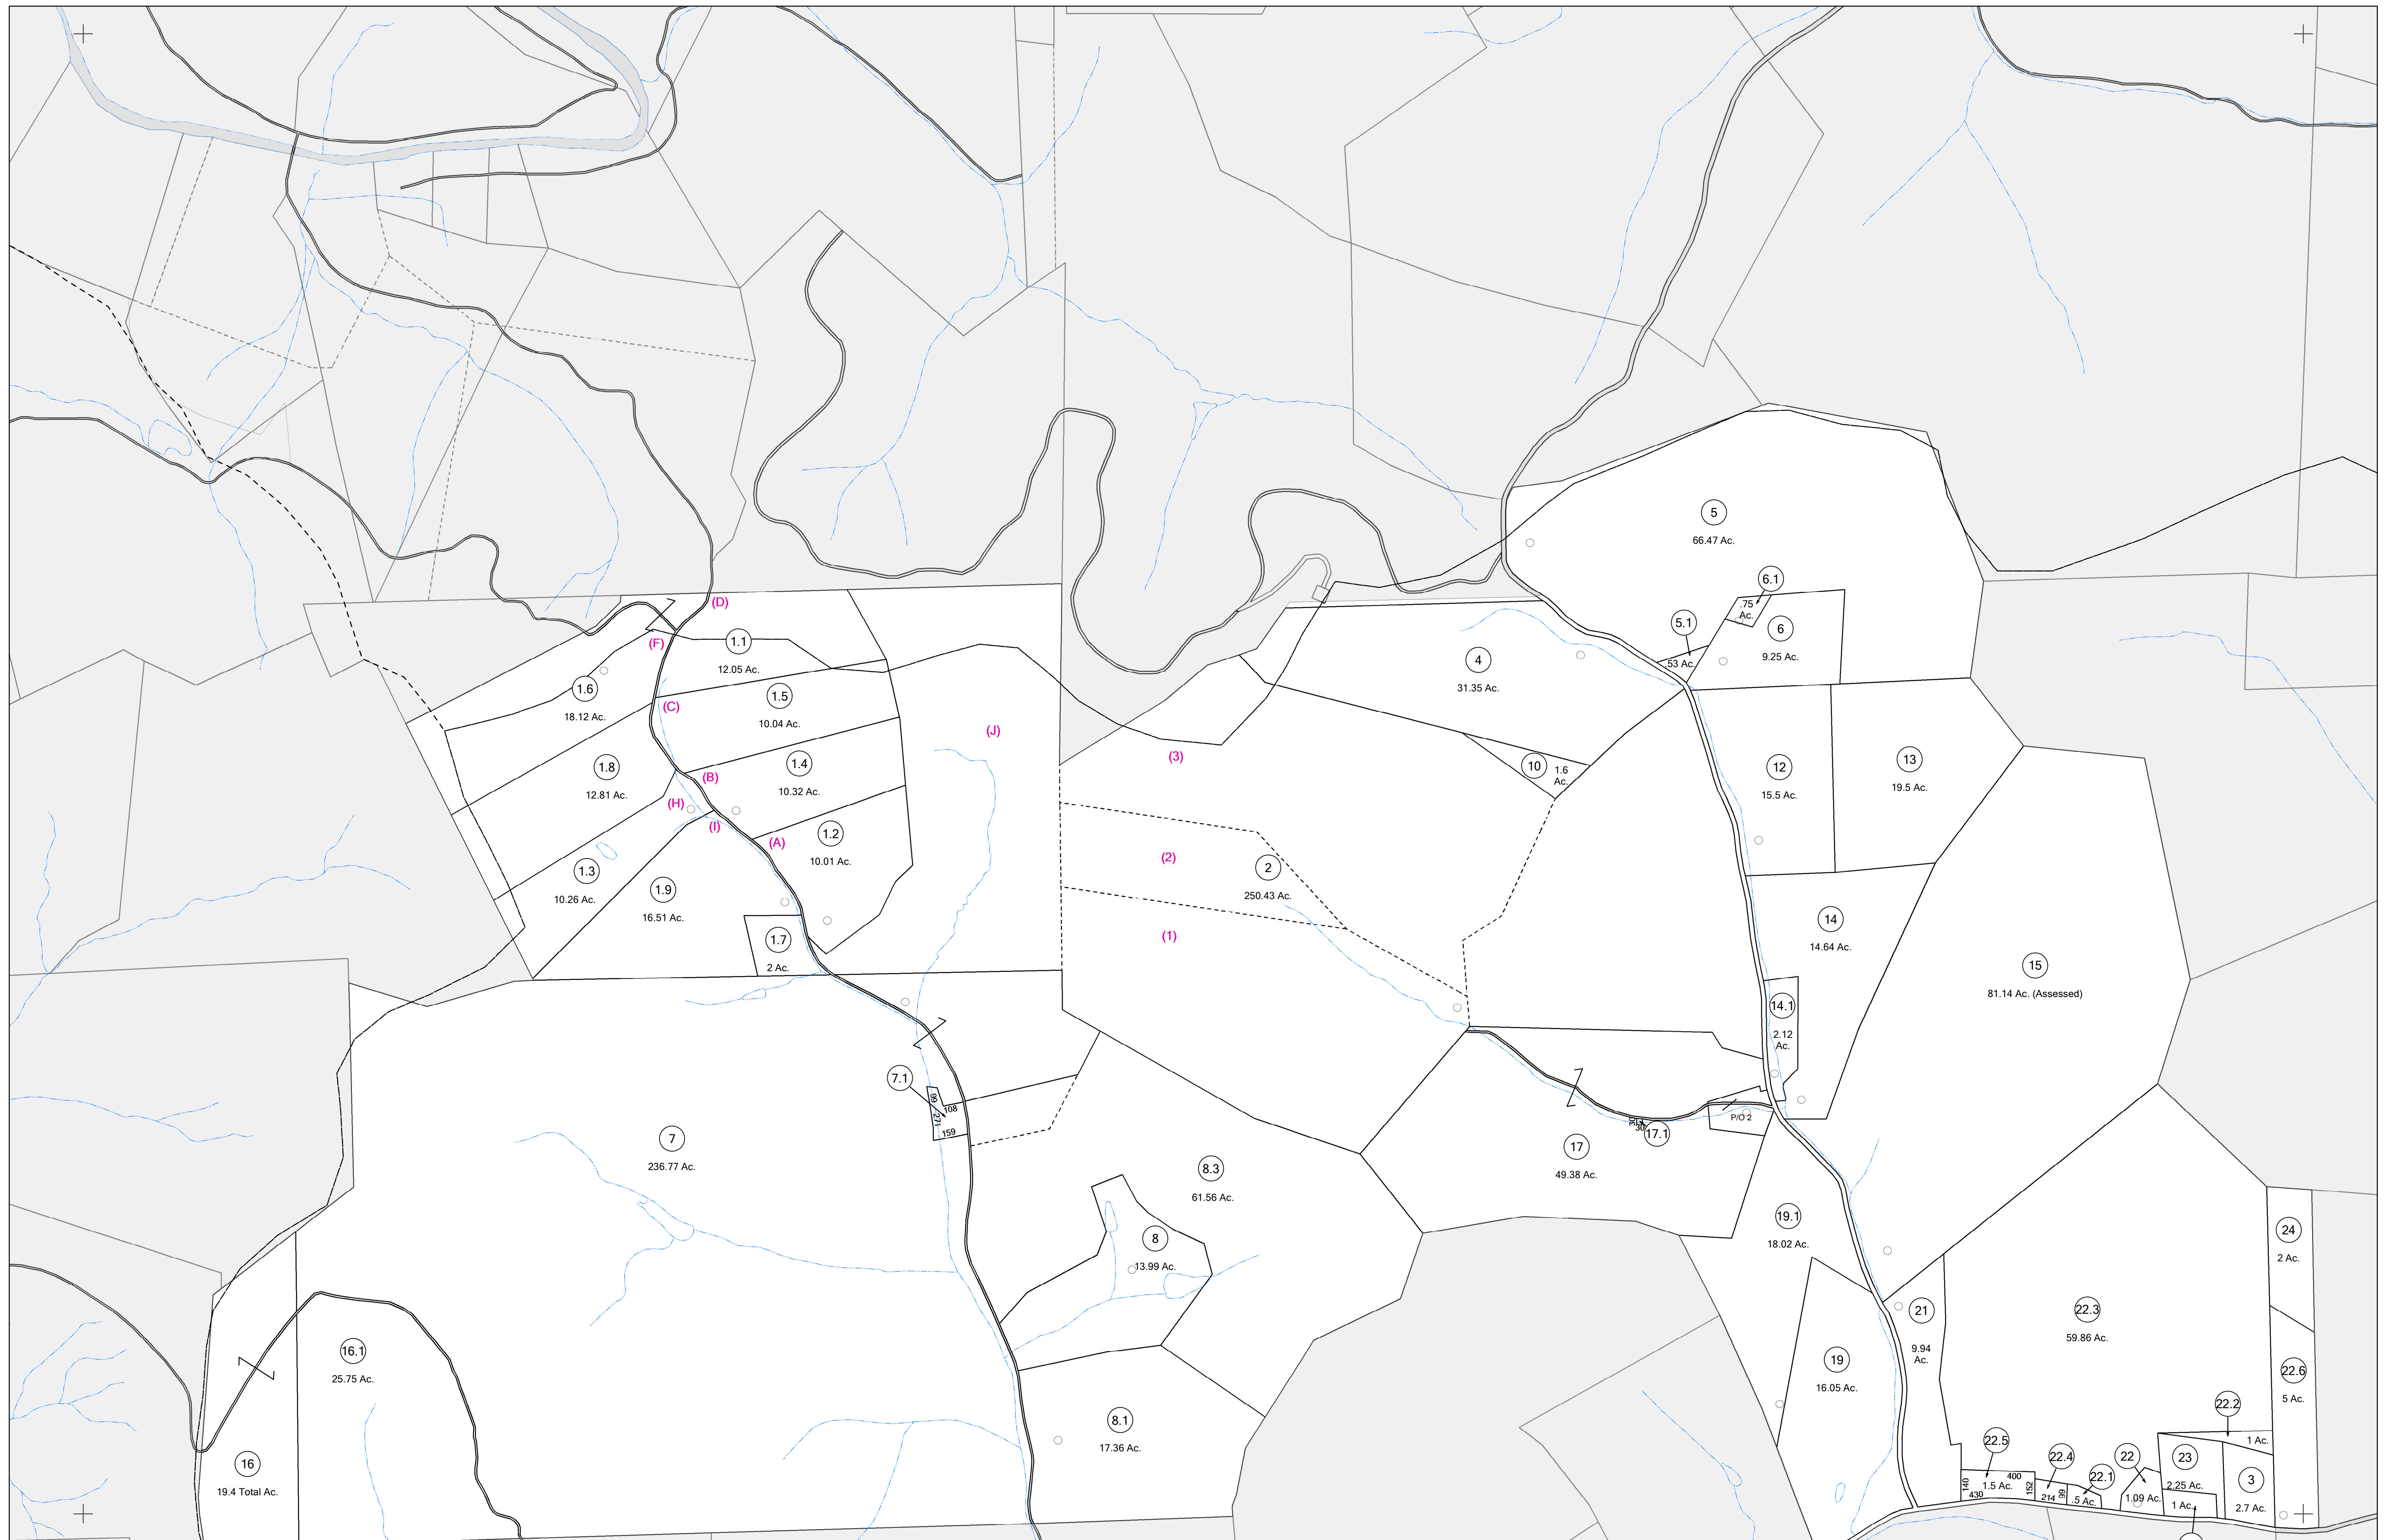 5
66.47 Ac.
6.1
.75
Ac.
5.1
.53 Ac.
6
9.25 Ac.
(D)
(F)
1.1
12.05 Ac.
1.6
18.12 Ac.
1.5
10.04 Ac.
(C)
(J)
4
31.35 Ac.
(3)
10
1.6
Ac.
12
15.5 Ac.
13
19.5 Ac.
1.8
12.81 Ac.
(B)
1.4
10.32 Ac.
(H)
(I)
(A)
1.2
10.01 Ac.
1.3
10.26 Ac.
1.9
16.51 Ac.
1.7
2 Ac.
(2)
2
250.43 Ac.
(1)
14
14.64 Ac.
15
81.14 Ac. (Assessed)
14.1
2.12
Ac.
7.1
99
271
108
159
7
236.77 Ac.
8.3
61.56 Ac.
P/O 2
30
17.1
17
49.38 Ac.
8
13.99 Ac.
19.1
18.02 Ac.
24
2 Ac.
21
9.94
Ac.
22.3
59.86 Ac.
16.1
25.75 Ac.
19
16.05 Ac.
22.6
5 Ac.
8.1
17.36 Ac.
22.2
1 Ac.
16
19.4 Total Ac.
22.5
140
400
1.5 Ac.
430
152
22.4
214
99
22.1
.5 Ac.
22
1.09 Ac.
23
2.25 Ac.
1 Ac.
3
2.7 Ac.